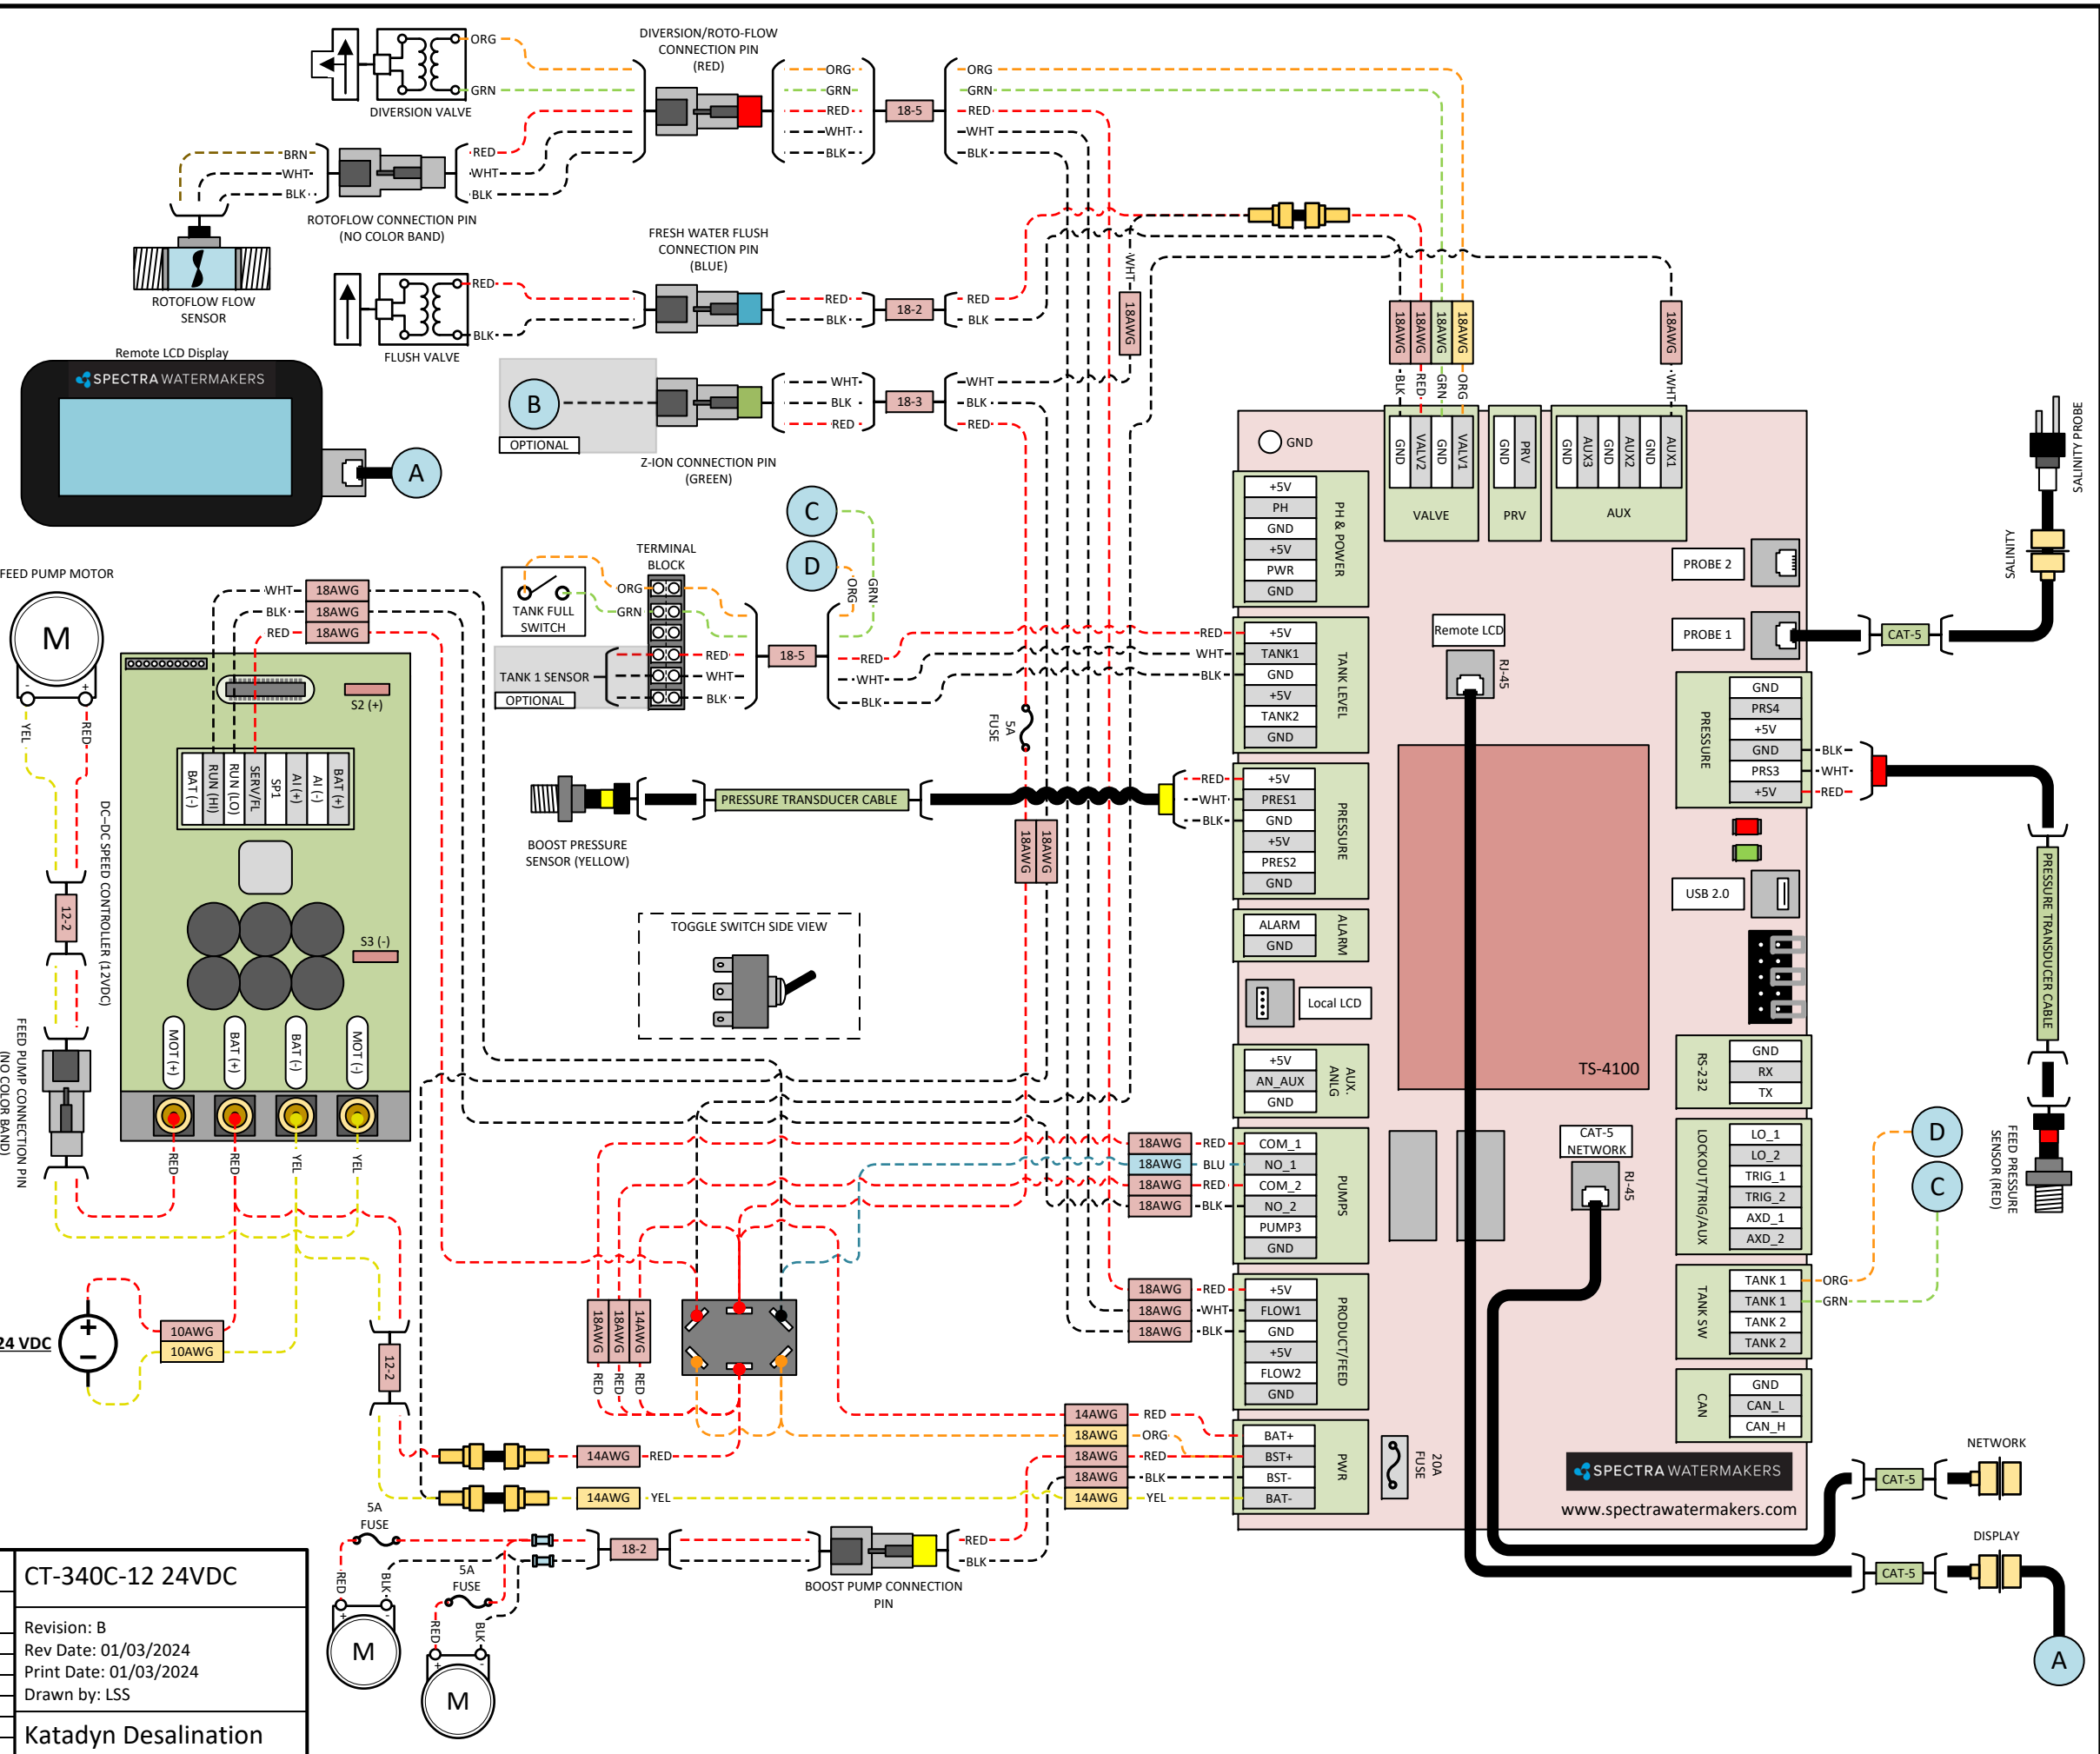 ORG
GRN
DIVERSION VALVE
DIVERSION/ROTO-FLOW
CONNECTION PIN
(RED)
ORG
GRN
RED
WHT
BLK
18-5
ORG
GRN
RED
WHT
BLK
BRN
WHT
BLK
RED
WHT
BLK
ROTOFLOW CONNECTION PIN
(NO COLOR BAND)
ROTOFLOW FLOW
SENSOR
RED
BLK
FLUSH VALVE
FRESH WATER FLUSH
CONNECTION PIN
(BLUE)
RED
BLK
18-2
RED
BLK
WHT
18AWG
18AWG
18AWG
18AWG
18AWG
18AWG
BLK
RED
GRN
ORG
WHT
Remote LCD Display
SPECTRA WATERMAKERS
A
B
OPTIONAL
WHT
BLK
RED
18-3
WHT
BLK
RED
Z-ION CONNECTION PIN
(GREEN)
C
D
ORG
GRN
TERMINAL
BLOCK
TANK FULL
SWITCH
ORG
GRN
TANK 1 SENSOR
OPTIONAL
RED
WHT
BLK
18-5
RED
WHT
BLK
RED
WHT
BLK
5A
FUSE
FEED PUMP MOTOR
M
-
+
YEL
RED
WHT
BLK
RED
18AWG
18AWG
18AWG
S2 (+)
BAT (-)
RUN (HI)
RUN (LO)
SERV/FL
SP1
AI (+)
AI (-)
BAT (+)
DC–DC SPEED CONTROLLER (12VDC)
S3 (-)
12-2
FEED PUMP CONNECTION PIN
(NO COLOR BAND)
MOT (+)
BAT (+)
BAT (-)
MOT (-)
RED
RED
YEL
YEL
24 VDC
+
−
10AWG
10AWG
12-2
BOOST PRESSURE
SENSOR (YELLOW)
PRESSURE TRANSDUCER CABLE
RED
WHT
BLK
18AWG
18AWG
TOGGLE SWITCH SIDE VIEW
18AWG
18AWG
14AWG
RED
RED
RED
14AWG
RED
14AWG
YEL
18AWG
RED
18AWG
BLU
18AWG
RED
18AWG
BLK
18AWG
RED
18AWG
WHT
18AWG
BLK
14AWG
RED
18AWG
ORG
18AWG
RED
18AWG
BLK
14AWG
YEL
5A
FUSE
5A
FUSE
RED
BLK
+
-
M
RED
BLK
+
-
M
18-2
RED
BLK
BOOST PUMP CONNECTION
PIN
GND
GND
VALV2
GND
VALV1
VALVE
GND
PRV
PRV
GND
AUX3
GND
AUX2
GND
AUX1
AUX
+5V
PH
GND
+5V
PWR
GND
PH & POWER
+5V
TANK1
GND
+5V
TANK2
GND
TANK LEVEL
+5V
PRES1
GND
+5V
PRES2
GND
PRESSURE
ALARM
GND
ALARM
Local LCD
+5V
AN_AUX
GND
AUX.
ANLG
COM_1
NO_1
COM_2
NO_2
PUMP3
GND
PUMPS
+5V
FLOW1
GND
+5V
FLOW2
GND
PRODUCT/FEED
BAT+
BST+
BST-
BAT-
PWR
20A
FUSE
Remote LCD
RJ-45
TS-4100
CAT-5
NETWORK
RJ-45
PROBE 2
PROBE 1
GND
PRS4
+5V
GND
PRS3
+5V
PRESSURE
BLK
WHT
RED
USB 2.0
GND
RX
TX
RS-232
LO_1
LO_2
TRIG_1
TRIG_2
AXD_1
AXD_2
LOCKOUT/TRIG/AUX
TANK 1
TANK 1
TANK 2
TANK 2
TANK SW
ORG
GRN
D
C
GND
CAN_L
CAN_H
CAN
SPECTRA WATERMAKERS
www.spectrawatermakers.com
SALINITY PROBE
SALINITY
CAT-5
PRESSURE TRANSDUCER CABLE
FEED PRESSURE
SENSOR (RED)
NETWORK
CAT-5
DISPLAY
CAT-5
A
CT-340C-12 24VDC
Revision: B
Rev Date: 01/03/2024
Print Date: 01/03/2024
Drawn by: LSS
Katadyn Desalination